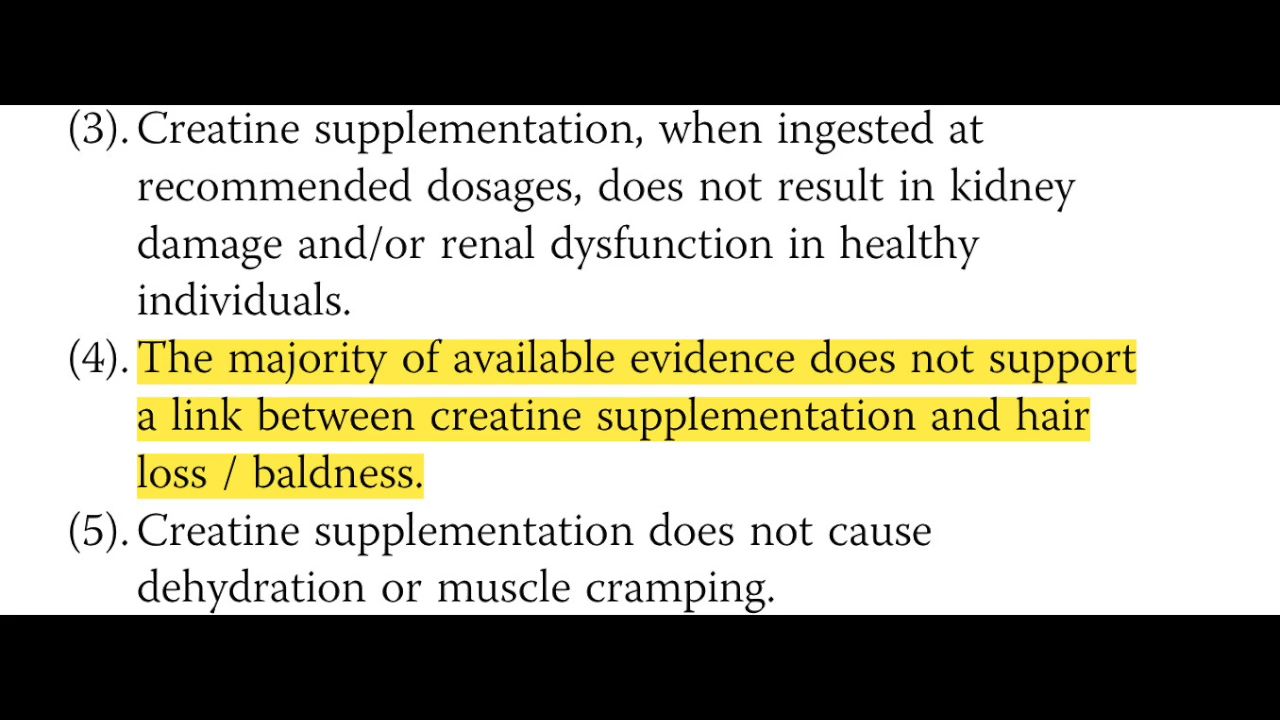 (3). Creatine supplementation, when ingested at
recommended dosages, does not result in kidney
damage and/or renal dysfunction in healthy
individuals.
(4). The majority of available evidence does not support
a link between creatine supplementation and hair
loss / baldness.
(5). Creatine supplementation does not cause
dehydration or muscle cramping.